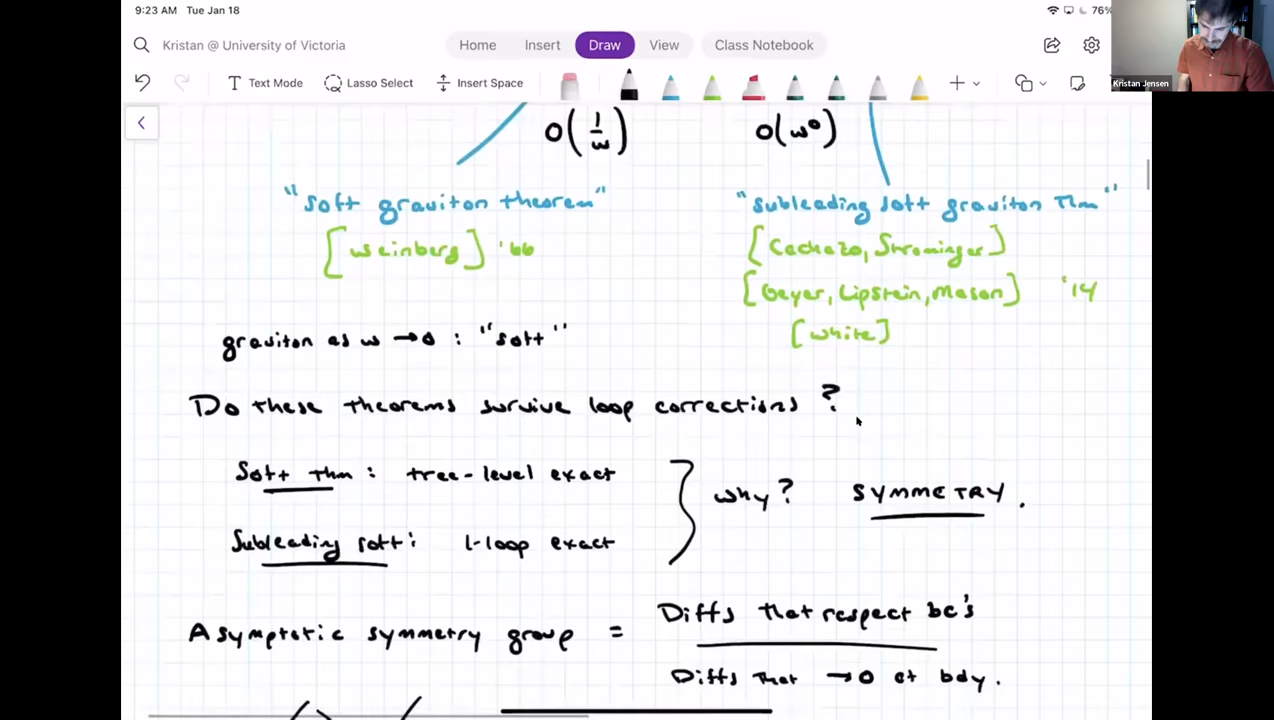 9:23 AM Tue Jan 18
76%
Kristan @ University of Victoria
Home Insert Draw View Class Notebook
Text Mode Lasso Select Insert Space
Kristan Jensen
O(1/w) O(w⁰)
"soft graviton theorem" "subleading soft graviton Thm"
[Weinberg] '66 [Cachazo, Strominger]
[Geyer, Lipstein, Mason] '14
[White]
graviton as w → 0 : "soft"
Do these theorems survive loop corrections ?
Soft Thm : tree-level exact
Why? SYMMETRY.
Subleading soft : 1-loop exact
Asymptotic symmetry group = Diffs that respect bc's
Diffs that → 0 at bdy.